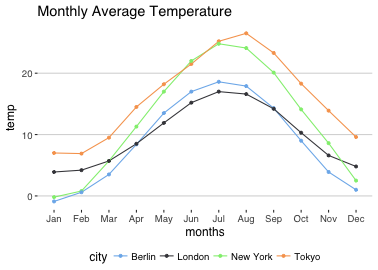 Monthly Average Temperature
temp
20
10
0
Jan Feb Mar Apr May Jun Jul Aug Sep Oct Nov Dec
months
city Berlin London New York Tokyo